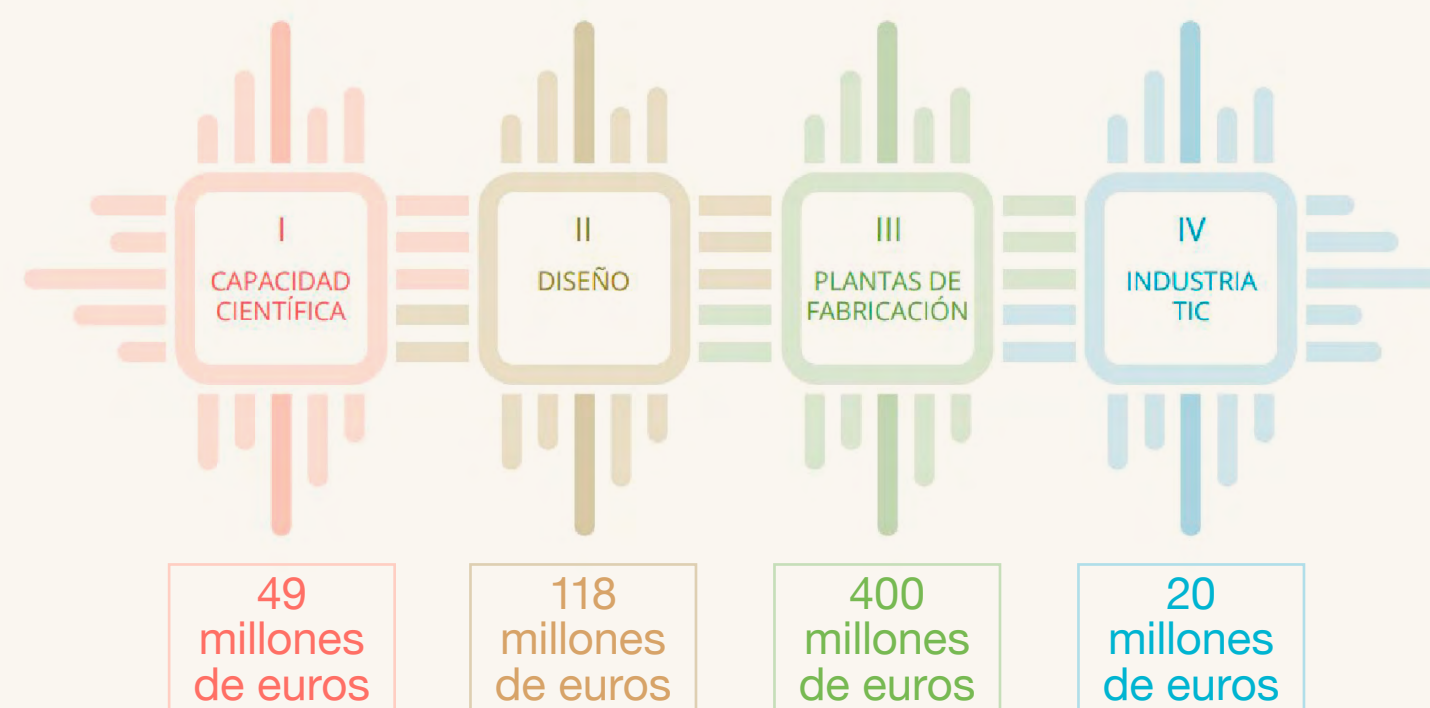 I
CAPACIDAD
CIENTÍFICA
II
DISEÑO
III
PLANTAS DE
FABRICACIÓN
IV
INDUSTRIA
TIC
49
millones
de euros
118
millones
de euros
400
millones
de euros
20
millones
de euros